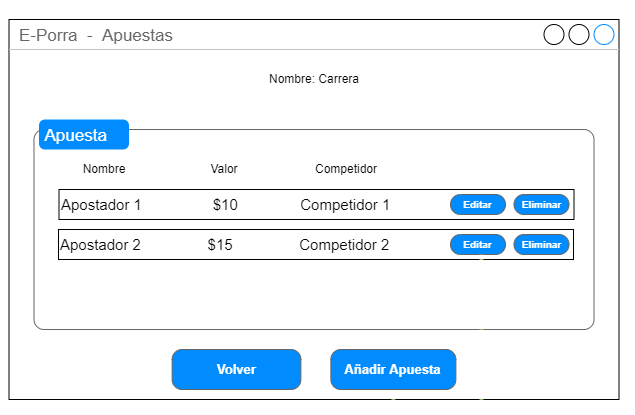 E-Porra - Apuestas
Nombre: Carrera
Apuesta
Nombre Valor Competidor
Apostador 1 $10 Competidor 1 Editar Eliminar
Apostador 2 $15 Competidor 2 Editar Eliminar
Volver Añadir Apuesta